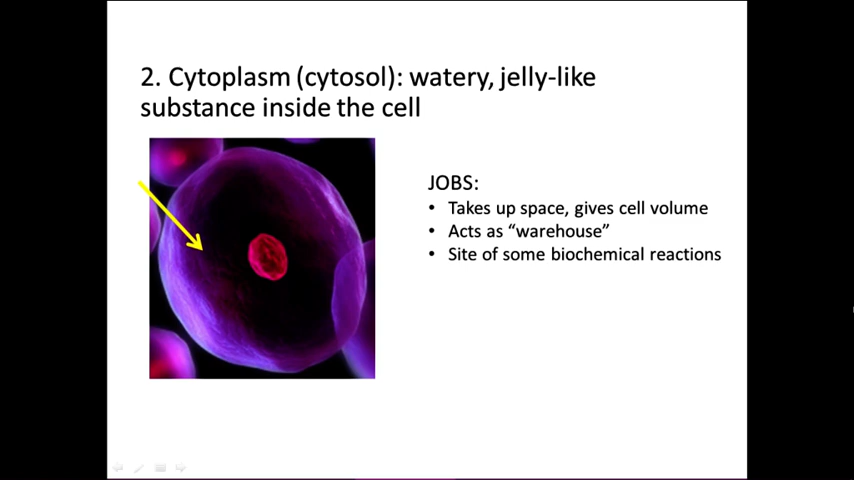 2. Cytoplasm (cytosol): watery, jelly-like
substance inside the cell
JOBS:
• Takes up space, gives cell volume
• Acts as “warehouse”
• Site of some biochemical reactions